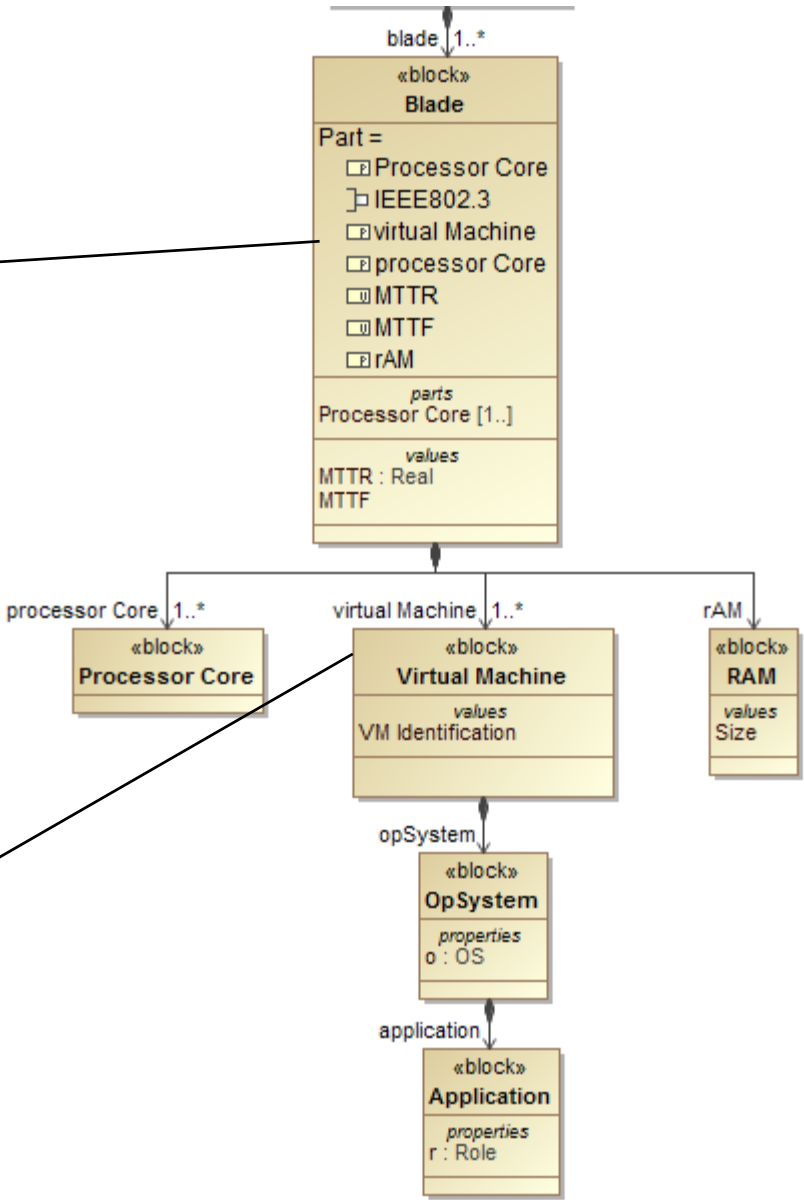 blade 1..*
«block»
Blade
Part =
Processor Core
IEEE802.3
virtual Machine
processor Core
MTTR
MTTF
rAM
parts
Processor Core [1..]
values
MTTR : Real
MTTF
processor Core 1..*
virtual Machine 1..*
rAM
«block»
Processor Core
«block»
Virtual Machine
values
VM Identification
«block»
RAM
values
Size
opSystem
«block»
OpSystem
properties
o : OS
application
«block»
Application
properties
r : Role